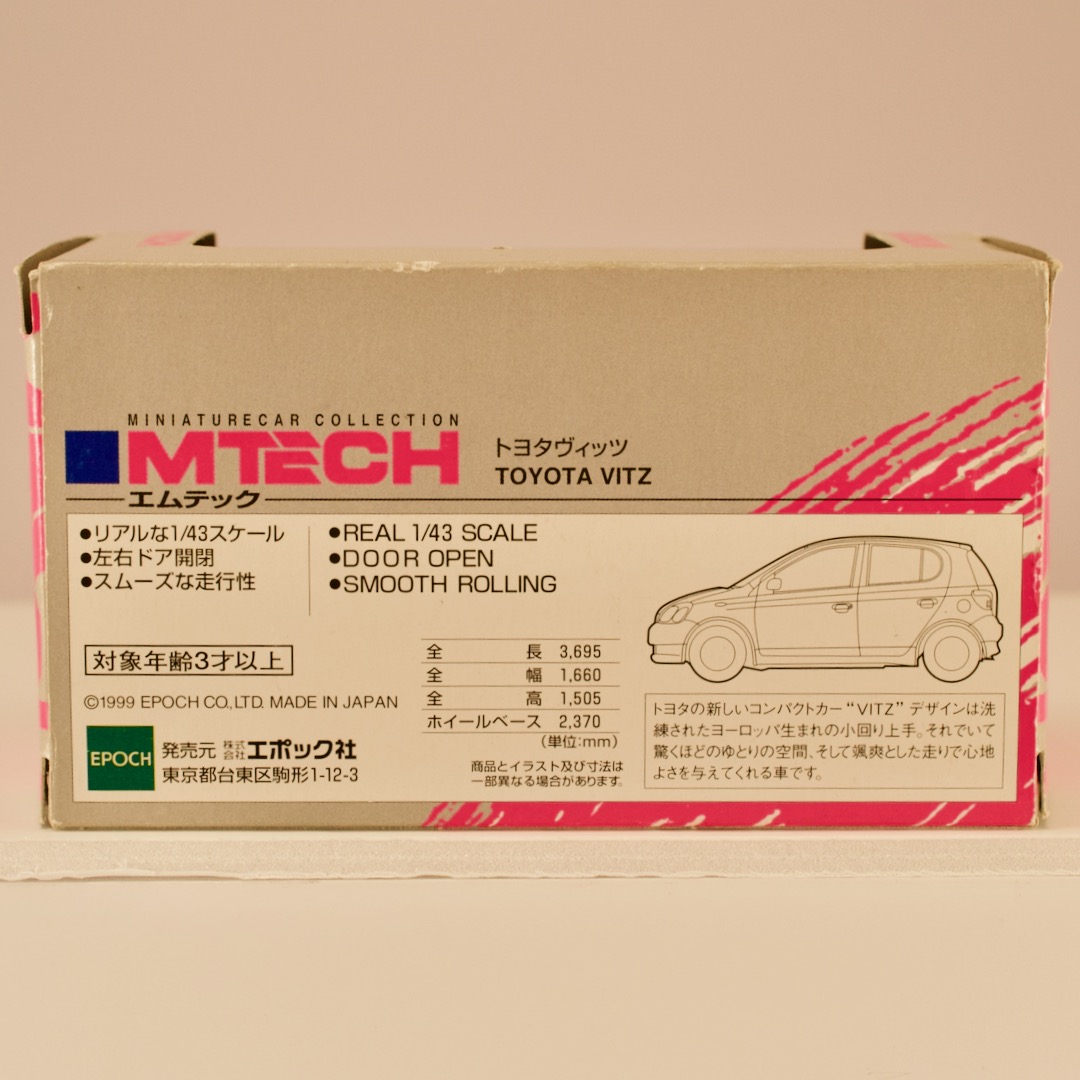 MINIATURECAR COLLECTION
MTECH
エムテック
トヨタヴィッツ
TOYOTA VITZ
●リアルな1/43スケール
●左右ドア開閉
●スムーズな走行性
●REAL 1/43 SCALE
●DOOR OPEN
●SMOOTH ROLLING
対象年齢3才以上
©1999 EPOCH CO., LTD. MADE IN JAPAN
EPOCH
発売元 株式会社 エポック社
東京都台東区駒形1-12-3
全長 3,695
全幅 1,660
全高 1,505
ホイールベース 2,370
(単位:mm)
商品とイラスト及び寸法は
一部異なる場合があります。
トヨタの新しいコンパクトカー“VITZ”デザインは洗
練されたヨーロッパ生まれの小回り上手。それでいて
驚くほどのゆとりの空間、そして颯爽とした走りで心地
よさを与えてくれる車です。